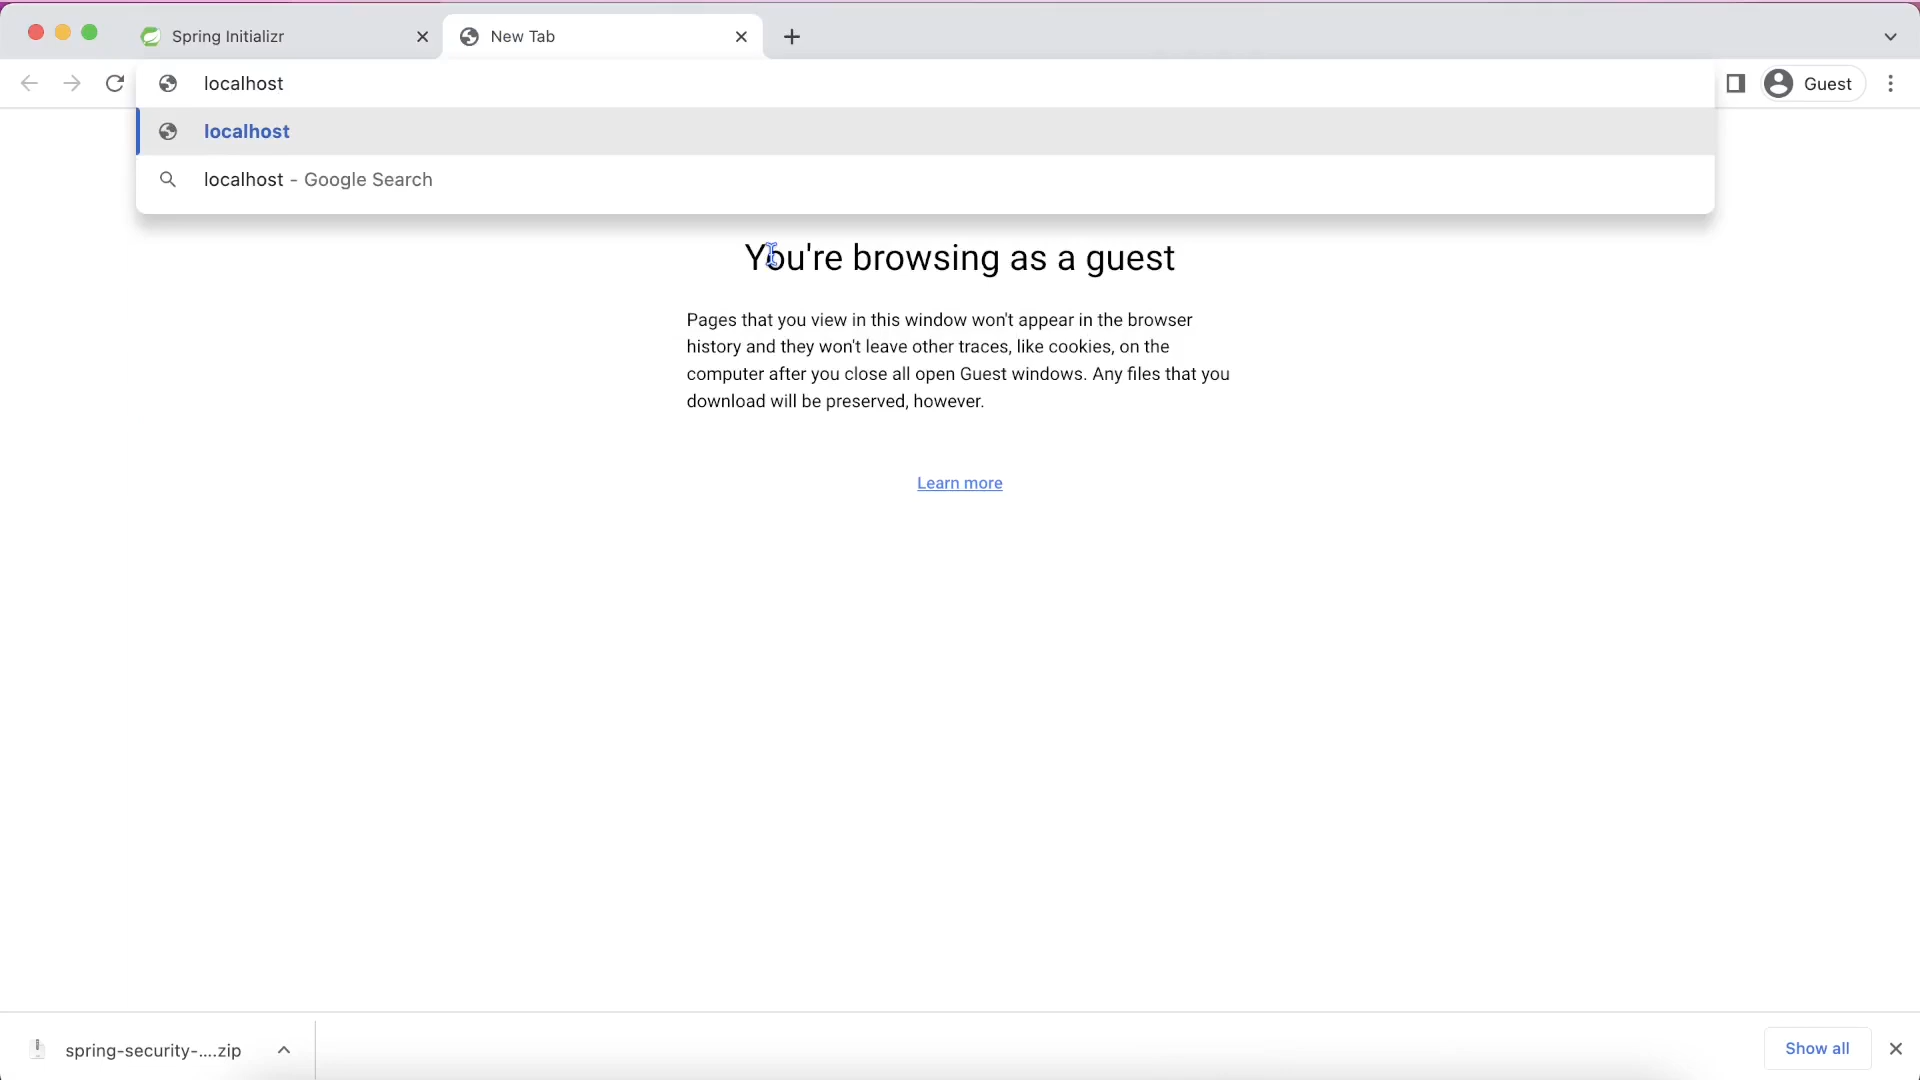 Spring Initializr
New Tab
localhost
Guest
localhost
localhost - Google Search
You're browsing as a guest
Pages that you view in this window won't appear in the browser
history and they won't leave other traces, like cookies, on the
computer after you close all open Guest windows. Any files that you
download will be preserved, however.
Learn more
spring-security-....zip
Show all